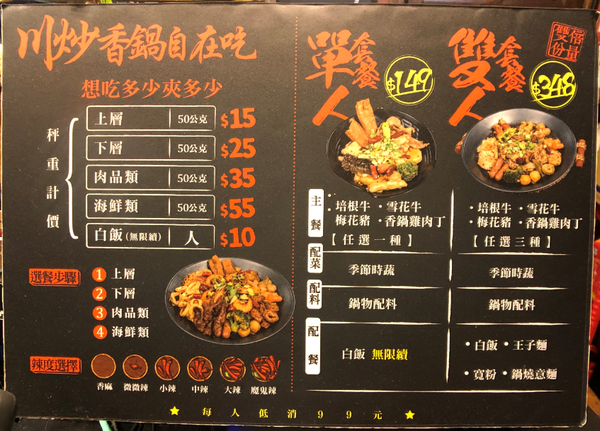 川炒香鍋自在吃
想吃多少夾多少
秤重計價
上層 50公克 $15
下層 50公克 $25
肉品類 50公克 $35
海鮮類 50公克 $55
白飯(無限續) 人 $10
選餐步驟
1 上層
2 下層
3 肉品類
4 海鮮類
辣度選擇
香麻 微微辣 小辣 中辣 大辣 魔鬼辣
單人套餐 $149
主餐
・培根牛 ・雪花牛
・梅花豬 ・香鍋雞肉丁
【任選一種】
配菜
季節時蔬
配料
鍋物配料
配餐
白飯 無限續
雙人套餐 $348
雙倍份量
・培根牛 ・雪花牛
・梅花豬 ・香鍋雞肉丁
【任選三種】
季節時蔬
鍋物配料
・白飯 ・王子麵
・寬粉 ・鍋燒意麵
★ 每人低消99元 ★